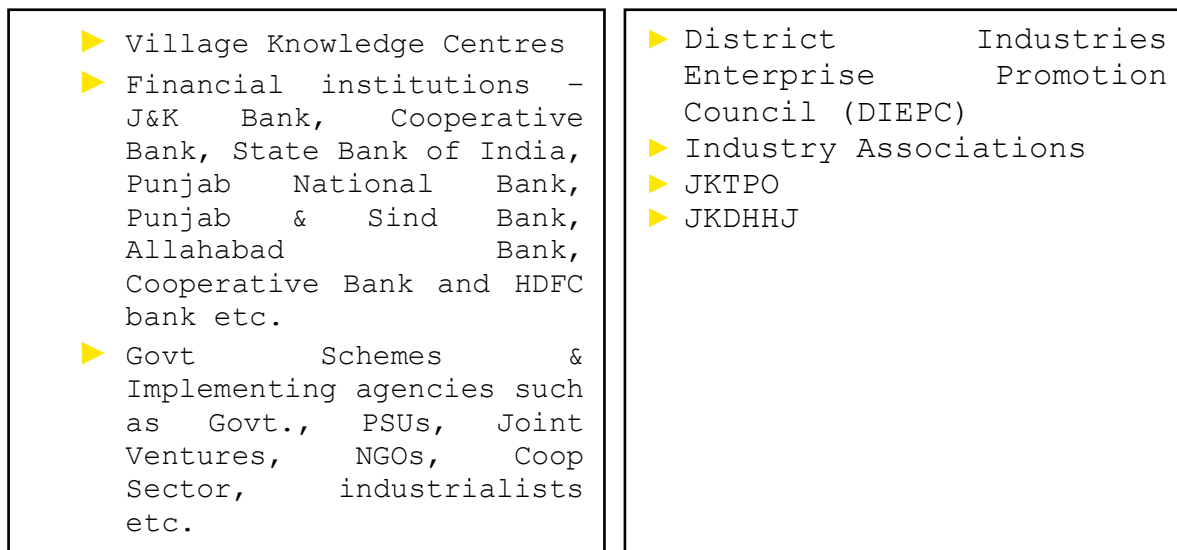 Village Knowledge Centres
Financial institutions –
J&K Bank, Cooperative
Bank, State Bank of India,
Punjab National Bank,
Punjab & Sind Bank,
Allahabad Bank,
Cooperative Bank and HDFC
bank etc.
Govt Schemes &
Implementing agencies such
as Govt., PSUs, Joint
Ventures, NGOs, Coop
Sector, industrialists
etc.
District Industries
Enterprise Promotion
Council (DIEPC)
Industry Associations
JKTPO
JKDHHJ